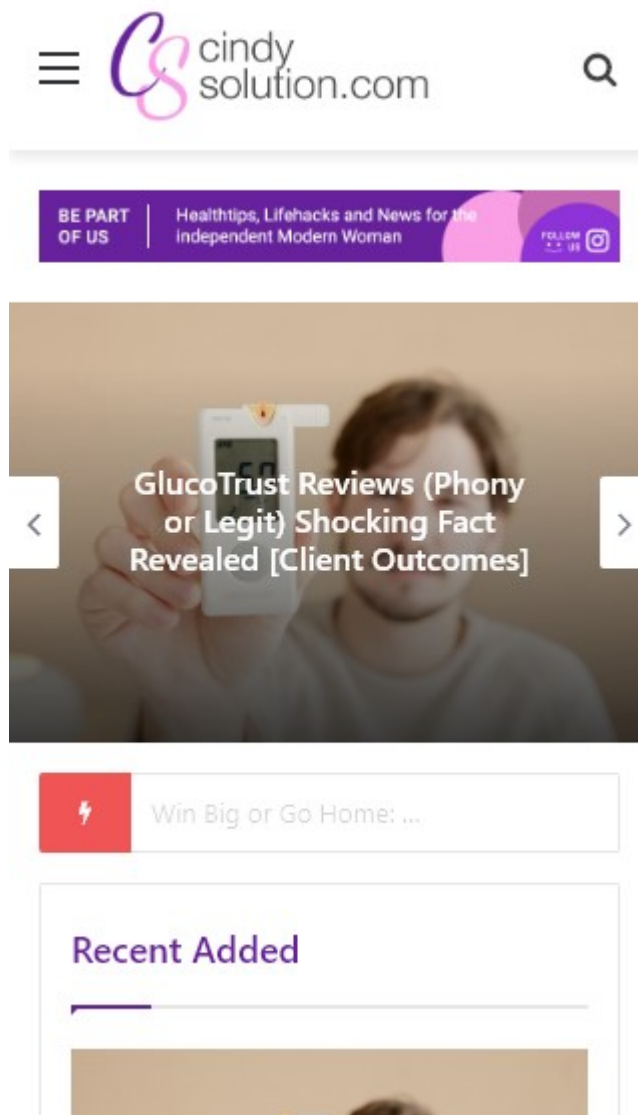 CS cindy
solution.com
BE PART
OF US
Healthtips, Lifehacks and News for the
independent Modern Woman
FOLLOW
US
GlucoTrust Reviews (Phony
or Legit) Shocking Fact
Revealed [Client Outcomes]
Win Big or Go Home: ...
Recent Added